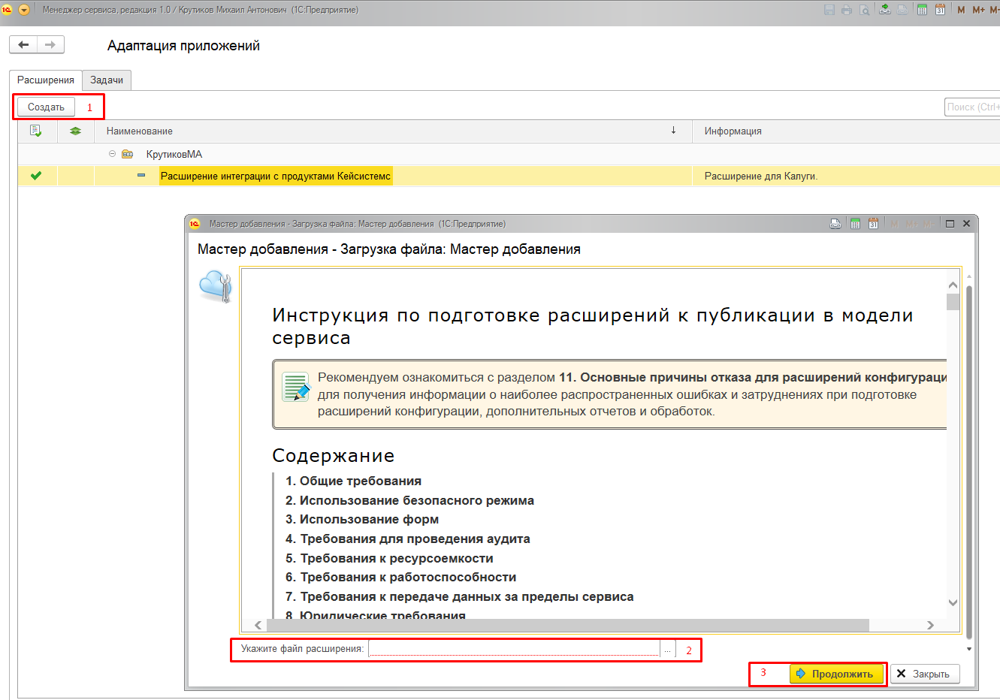 Менеджер сервиса, редакция 1.0 / Крутиков Михаил Антонович (1С:Предприятие)
31 M M+ M-
Адаптация приложений
Расширения Задачи
Создать 1
Поиск (Ctrl+
Наименование ↓ Информация
КрутиковМА
Расширение интеграции с продуктами Кейсистемс Расширение для Калуги.
Мастер добавления - Загрузка файла: Мастер добавления (1С:Предприятие) 31 M M+ M-
Мастер добавления - Загрузка файла: Мастер добавления
Инструкция по подготовке расширений к публикации в модели
сервиса
Рекомендуем ознакомиться с разделом 11. Основные причины отказа для расширений конфигураци
для получения информации о наиболее распространенных ошибках и затруднениях при подготовке
расширений конфигурации, дополнительных отчетов и обработок.
Содержание
1. Общие требования
2. Использование безопасного режима
3. Использование форм
4. Требования для проведения аудита
5. Требования к ресурсоемкости
6. Требования к работоспособности
7. Требования к передаче данных за пределы сервиса
8. Юридические требования
Укажите файл расширения: ... 2
3 Продолжить Закрыть